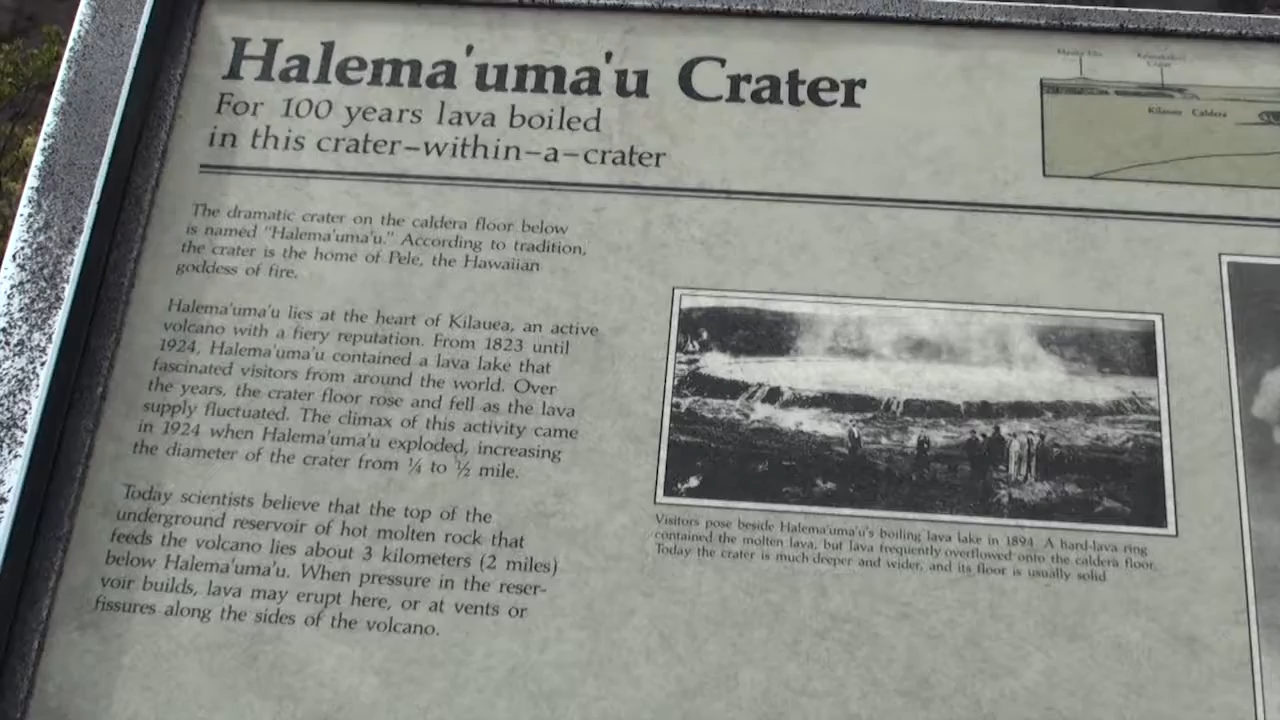 Halema'uma'u Crater
For 100 years lava boiled
in this crater–within–a–crater
Kilauea Caldera
The dramatic crater on the caldera floor below
is named "Halema'uma'u." According to tradition,
the crater is the home of Pele, the Hawaiian
goddess of fire.
Halema'uma'u lies at the heart of Kilauea, an active
volcano with a fiery reputation. From 1823 until
1924, Halema'uma'u contained a lava lake that
fascinated visitors from around the world. Over
the years, the crater floor rose and fell as the lava
supply fluctuated. The climax of this activity came
in 1924 when Halema'uma'u exploded, increasing
the diameter of the crater from ¼ to ½ mile.
Today scientists believe that the top of the
underground reservoir of hot molten rock that
feeds the volcano lies about 3 kilometers (2 miles)
below Halema'uma'u. When pressure in the reser-
voir builds, lava may erupt here, or at vents or
fissures along the sides of the volcano.
Visitors pose beside Halema'uma'u's boiling lava lake in 1894. A hard-lava ring
contained the molten lava, but lava frequently overflowed onto the caldera floor.
Today the crater is much deeper and wider, and its floor is usually solid